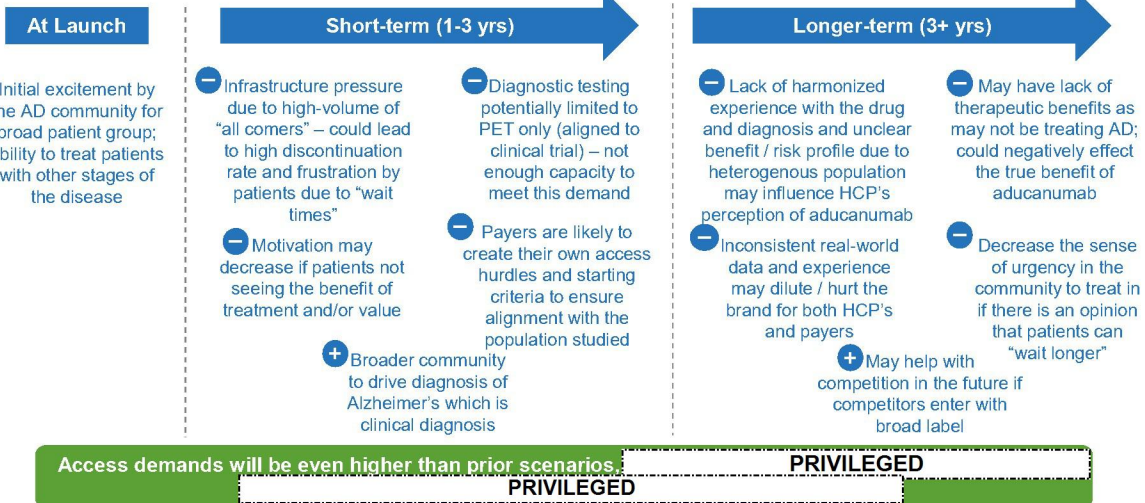 At Launch
Short-term (1-3 yrs)
Longer-term (3+ yrs)
Initial excitement by
AD community for
patient group;
to treat patients
with other stages of
the disease
Infrastructure pressure
due to high-volume of
“all comers” – could lead
to high discontinuation
rate and frustration by
patients due to “wait
times”
Motivation may
decrease if patients not
seeing the benefit of
treatment and/or value
Diagnostic testing
potentially limited to
PET only (aligned to
clinical trial) – not
enough capacity to
meet this demand
Payers are likely to
create their own access
hurdles and starting
criteria to ensure
alignment with the
population studied
Broader community
to drive diagnosis of
Alzheimer’s which is
clinical diagnosis
Lack of harmonized
experience with the drug
and diagnosis and unclear
benefit / risk profile due to
heterogenous population
may influence HCP’s
perception of aducanumab
Inconsistent real-world
data and experience
may dilute / hurt the
brand for both HCP’s
and payers
May have lack of
therapeutic benefits as
may not be treating AD;
could negatively effect
the true benefit of
aducanumab
Decrease the sense
of urgency in the
community to treat in
if there is an opinion
that patients can
“wait longer”
May help with
competition in the future if
competitors enter with
broad label
Access demands will be even higher than prior scenarios. PRIVILEGED
PRIVILEGED